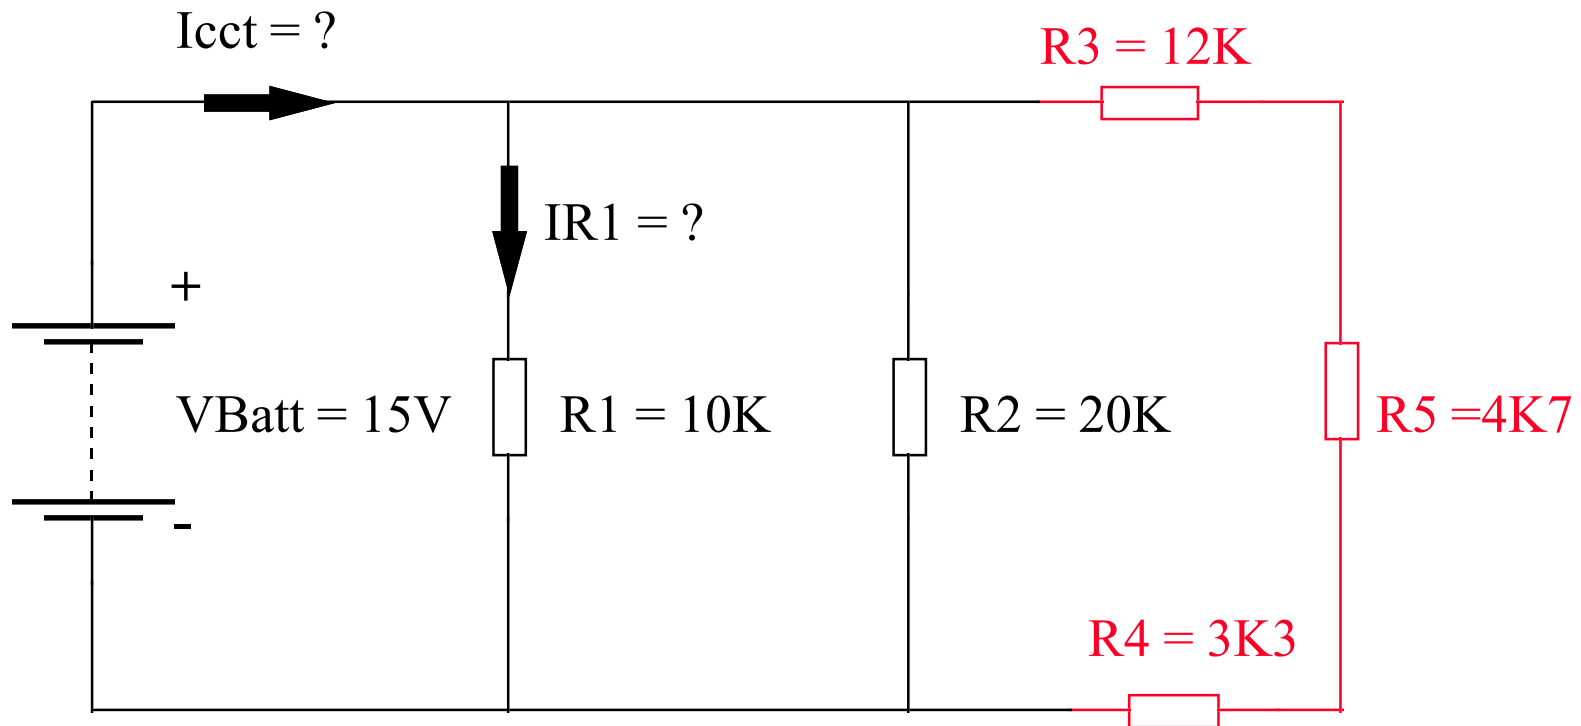 Icct = ?
R3 = 12K
IR1 = ?
+
VBatt = 15V
R1 = 10K
R2 = 20K
R5 =4K7
-
R4 = 3K3